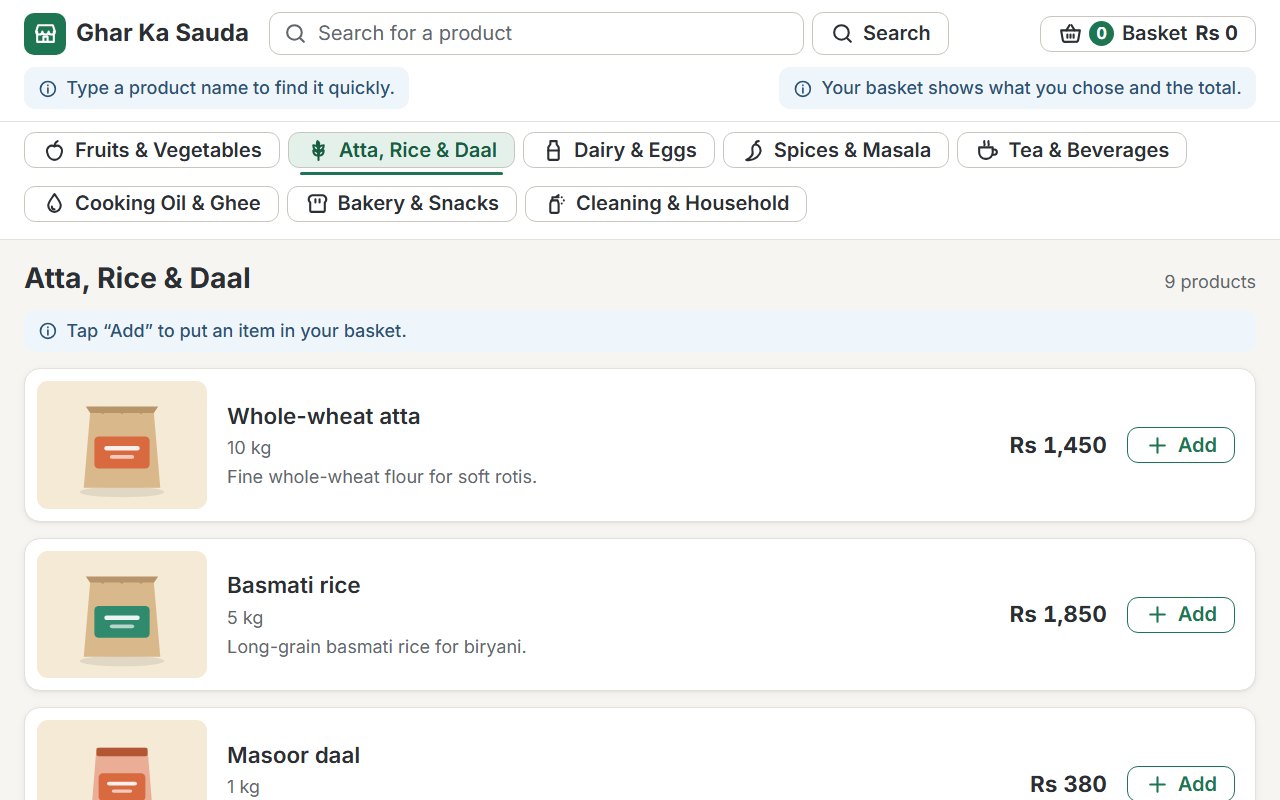 Ghar Ka Sauda
Search for a product
Search
0 Basket Rs 0
Type a product name to find it quickly.
Your basket shows what you chose and the total.
Fruits & Vegetables
Atta, Rice & Daal
Dairy & Eggs
Spices & Masala
Tea & Beverages
Cooking Oil & Ghee
Bakery & Snacks
Cleaning & Household
Atta, Rice & Daal
9 products
Tap “Add” to put an item in your basket.
Whole-wheat atta
10 kg
Fine whole-wheat flour for soft rotis.
Rs 1,450
Add
Basmati rice
5 kg
Long-grain basmati rice for biryani.
Rs 1,850
Add
Masoor daal
1 kg
Rs 380
Add